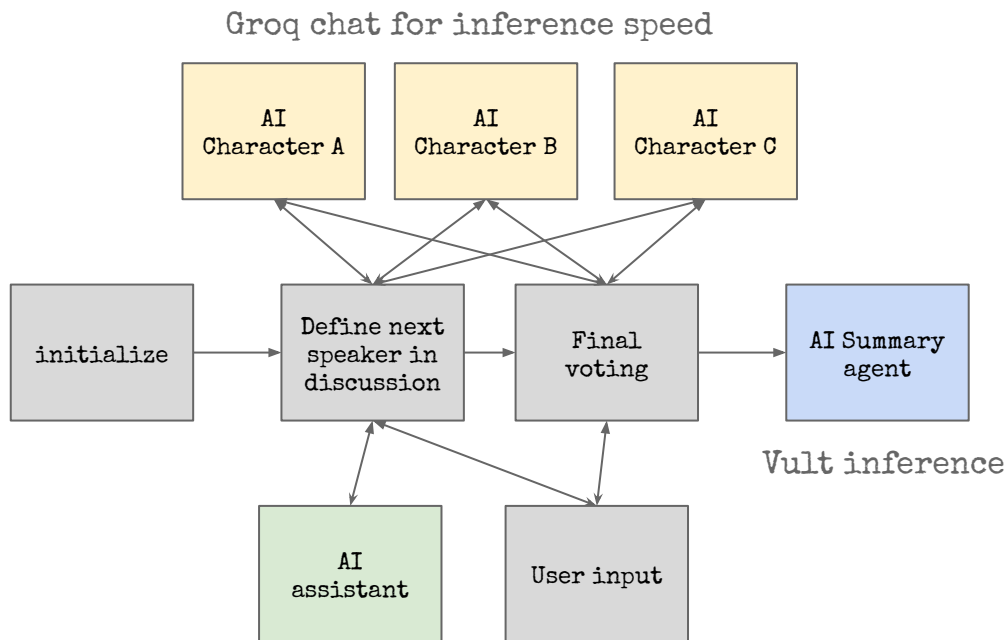 Groq chat for inference speed
AI
Character A
AI
Character B
AI
Character C
initialize
Define next
speaker in
discussion
Final
voting
AI Summary
agent
Vult inference
AI
assistant
User input